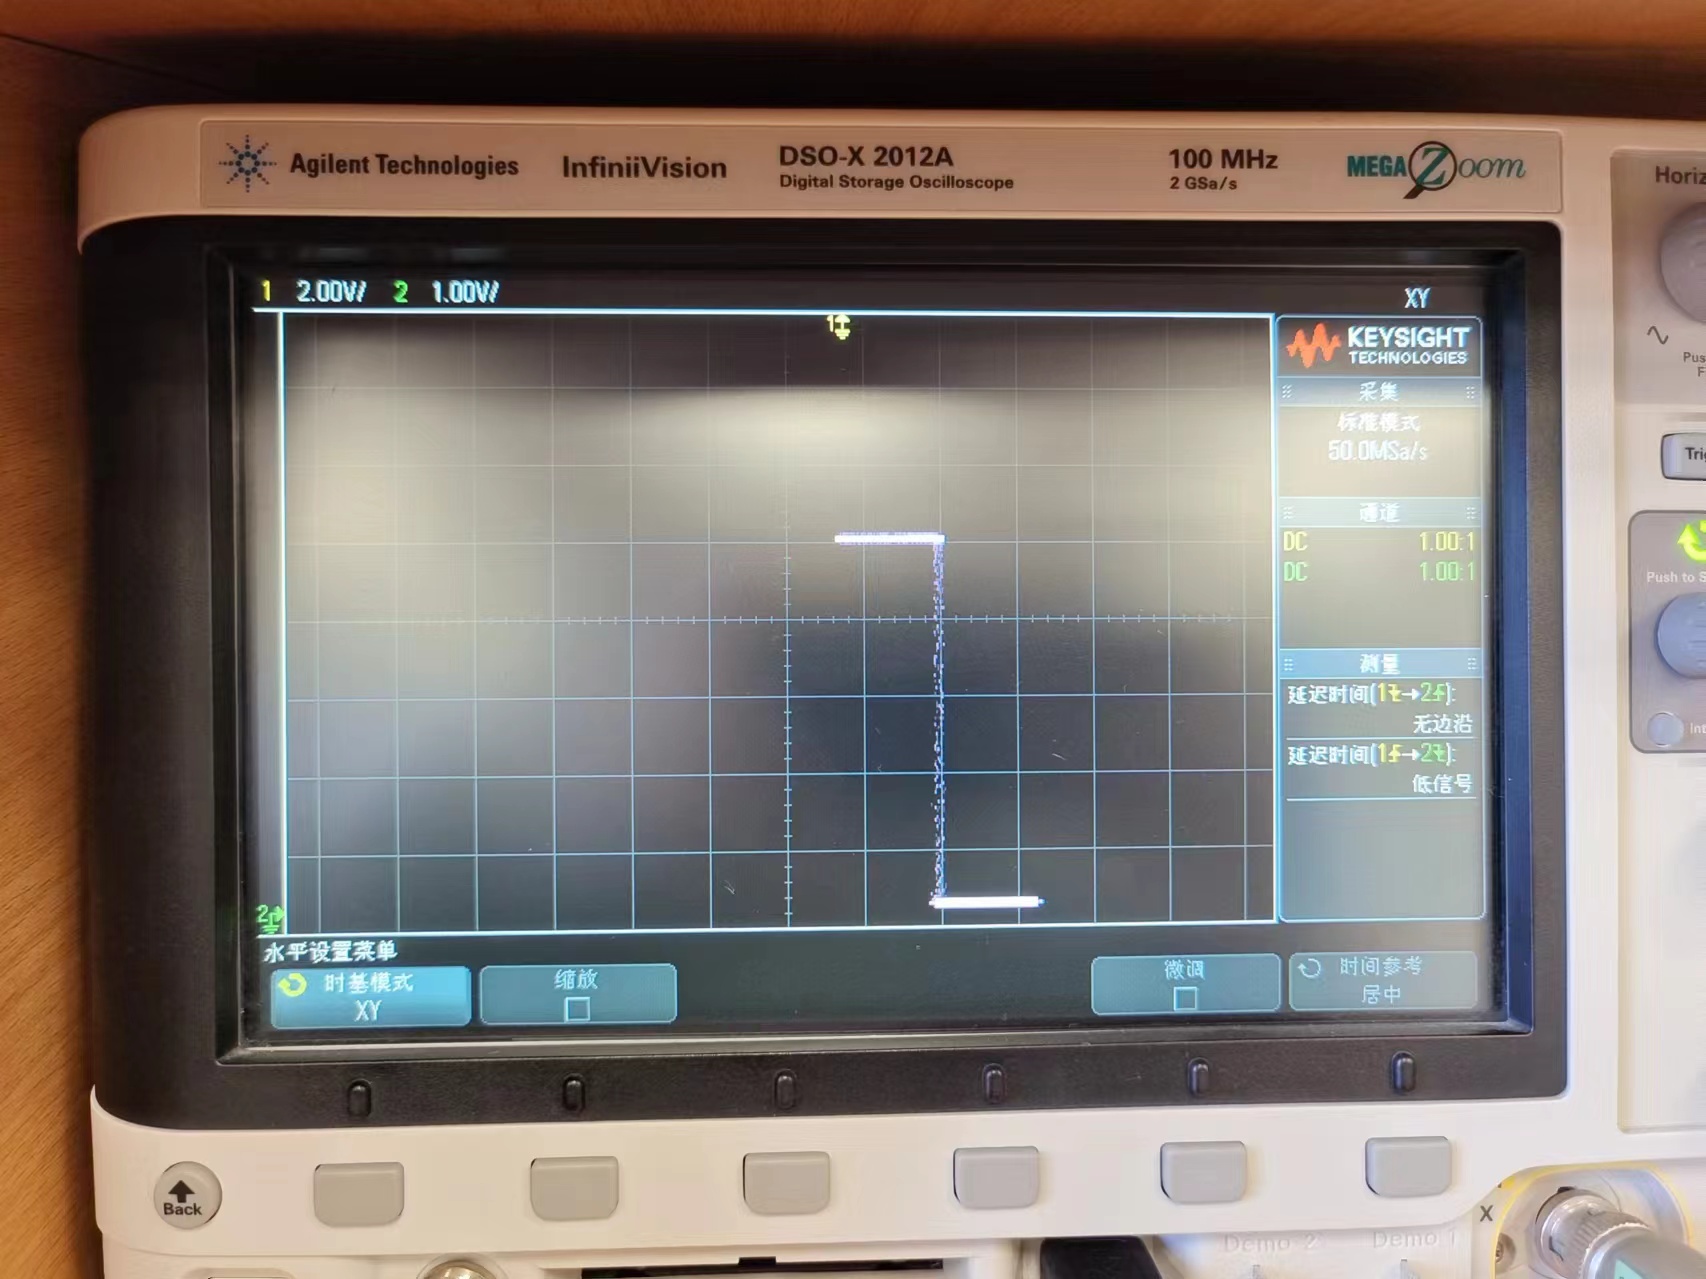 Agilent Technologies InfiniiVision DSO-X 2012A 100 MHz MEGA Zoom
Digital Storage Oscilloscope 2 GSa/s
Horiz
1 2.00V/ 2 1.00V/ XY
1
KEYSIGHT
TECHNOLOGIES
采集
标准模式
50.0MSa/s
通道
DC 1.00:1
DC 1.00:1
测量
延迟时间(1→2):
无边沿
延迟时间(1→2):
低信号
2
水平设置菜单
时基模式
XY
缩放
微调
时间参考
居中
Pus
F
Trig
Push to S
Int
Back
X
Demo 2 Demo 1